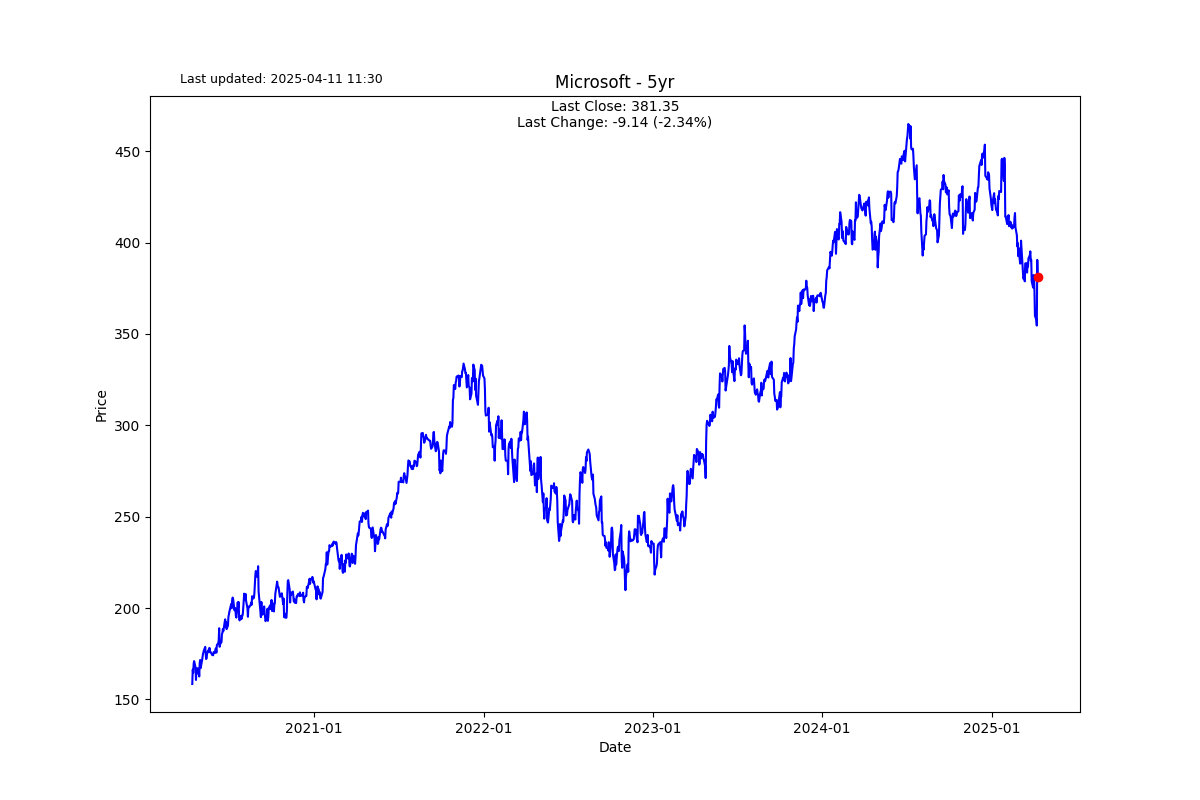 Last updated: 2025-04-11 11:30
Microsoft - 5yr
Last Close: 381.35
Last Change: -9.14 (-2.34%)
450
400
350
300
250
200
150
Price
2021-01
2022-01
2023-01
2024-01
2025-01
Date